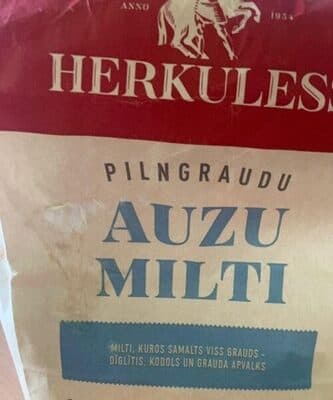 ANNO 1954
HERKULESS
PILNGRAUDU
AUZU
MILTI
MILTI, KUROS SAMALTS VISS GRAUDS -
DĪGLĪTIS, KODOLS UN GRAUDA APVALKS